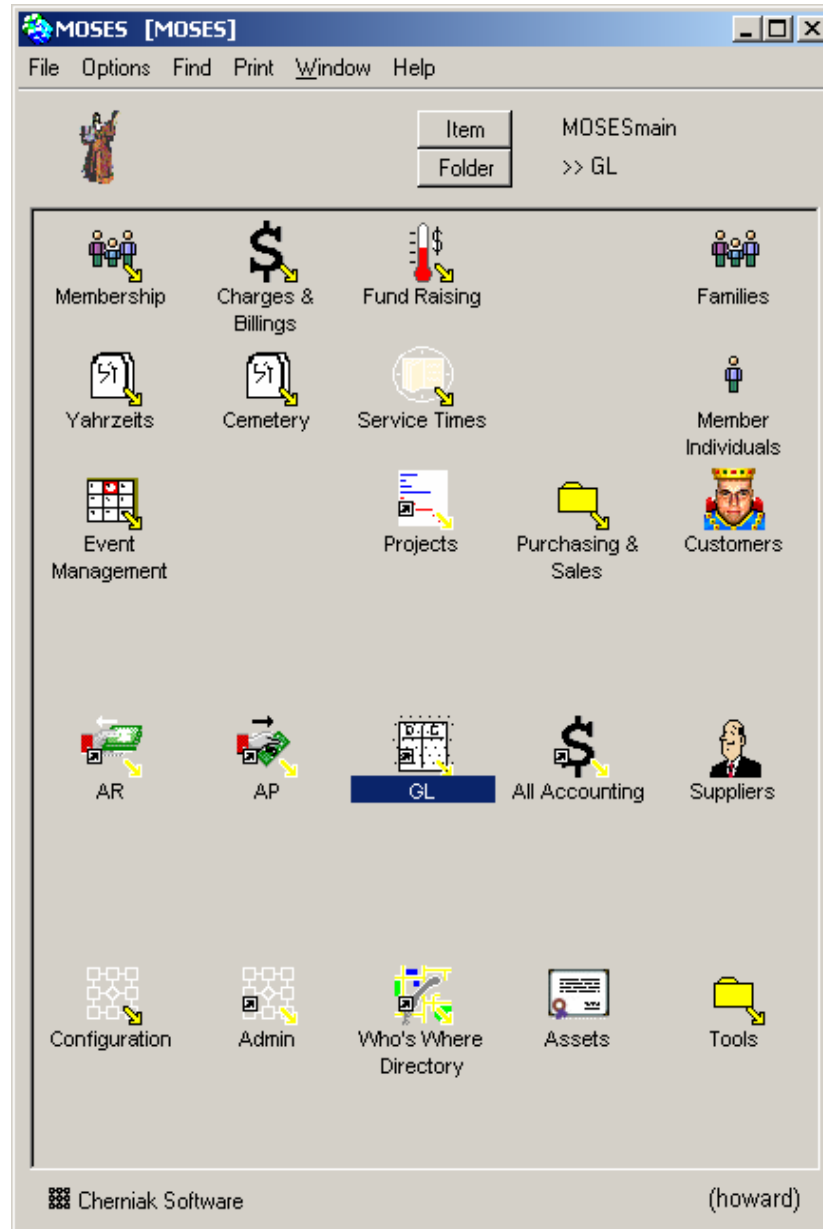 MOSES [MOSES]
File Options Find Print Window Help
Item MOSESmain
Folder >> GL
Membership Charges & Billings Fund Raising Families
Yahrzeits Cemetery Service Times Member Individuals
Event Management Projects Purchasing & Sales Customers
AR AP D C GL All Accounting Suppliers
Configuration Admin Who's Where Directory Assets Tools
Cherniak Software (howard)